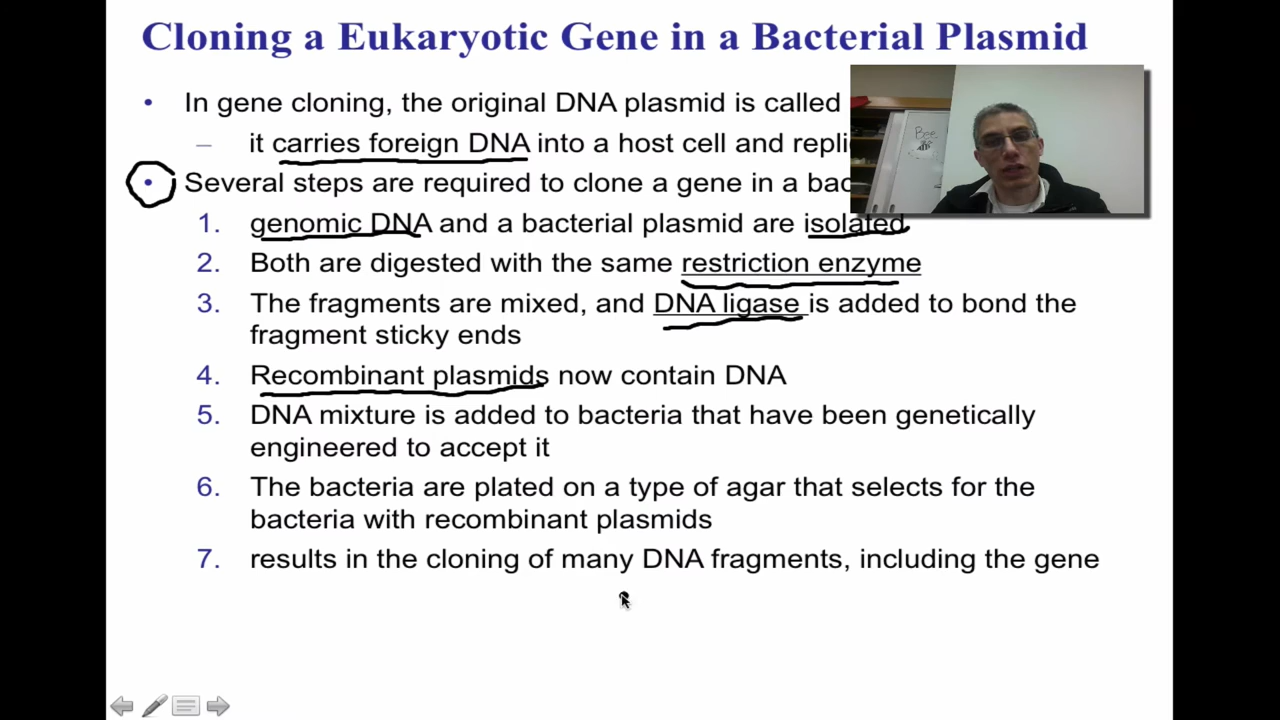 Cloning a Eukaryotic Gene in a Bacterial Plasmid
• In gene cloning, the original DNA plasmid is called
– it carries foreign DNA into a host cell and repli
• Several steps are required to clone a gene in a bac
1. genomic DNA and a bacterial plasmid are isolated
2. Both are digested with the same restriction enzyme
3. The fragments are mixed, and DNA ligase is added to bond the
fragment sticky ends
4. Recombinant plasmids now contain DNA
5. DNA mixture is added to bacteria that have been genetically
engineered to accept it
6. The bacteria are plated on a type of agar that selects for the
bacteria with recombinant plasmids
7. results in the cloning of many DNA fragments, including the gene
Bee